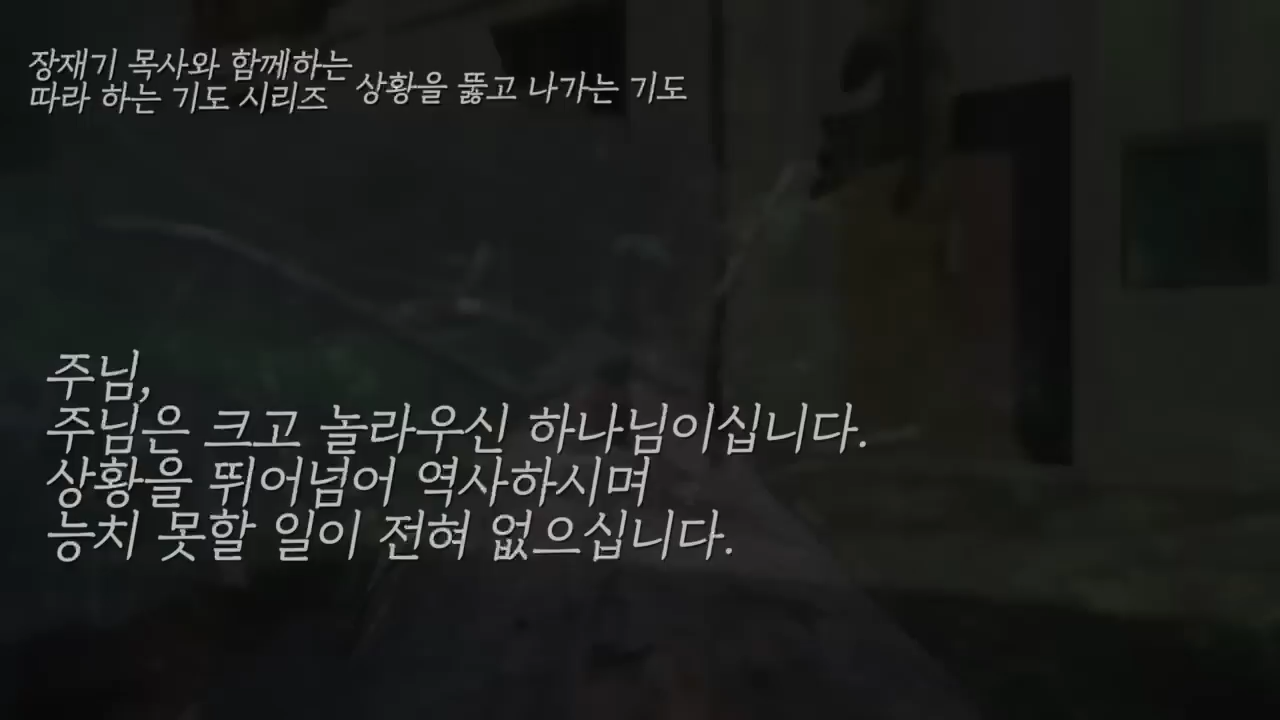 장재기 목사와 함께하는
따라 하는 기도 시리즈
상황을 뚫고 나가는 기도
주님,
주님은 크고 놀라우신 하나님이십니다.
상황을 뛰어넘어 역사하시며
능치 못할 일이 전혀 없으십니다.